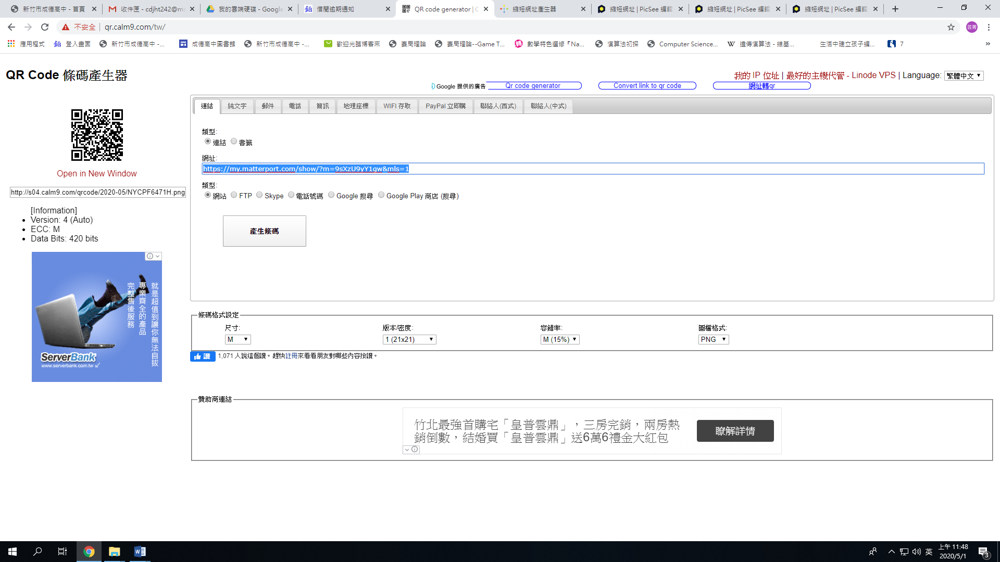 新竹市成德高中 - 首頁
收件匣 - cdjht242@ms
我的雲端硬碟 - Google
借閱逾期通知
QR code generator | C
縮短網址產生器
縮短網址 | PicSee 編輯
縮短網址 | PicSee 編輯
縮短網址 | PicSee 編輯
不安全 | qr.calm9.com/tw/
芸菁
應用程式
登入畫面
新竹市成德高中 -...
成德高中圖書館
新竹市成德高中 -...
歡迎光臨博客來
賽局理論
賽局理論--Game T...
數學特色選修『Na...
演算法初探
Computer Science...
遺傳演算法 - 維基...
生活中建立孩子編...
7
»
QR Code 條碼產生器
我的 IP 位址 | 最好的主機代管 - Linode VPS | Language: 繁體中文
Google 提供的廣告
Qr code generator
Convert link to qr code
網址轉qr
連結
純文字
郵件
電話
簡訊
地理座標
WIFI 存取
PayPal 立即購
聯絡人(西式)
聯絡人(中式)
類型:
連結 書籤
網址:
https://my.matterport.com/show/?m=9sXzU9yY1qw&mls=1
類型:
網站 FTP Skype 電話號碼 Google 搜尋 Google Play 商店 (搜尋)
產生條碼
Open in New Window
http://s04.calm9.com/qrcode/2020-05/NYCPF6471H.png
[Information]
Version: 4 (Auto)
ECC: M
Data Bits: 420 bits
就是超值到讓你無法自拔
專業齊全的產品
完整售後服務
ServerBank
www.serverbank.com.tw
條碼格式設定
尺寸:
M
版本/密度:
1 (21x21)
容錯率:
M (15%)
圖檔格式:
PNG
讚 1,071 人說這個讚。趕快註冊來看看朋友對哪些內容按讚。
贊助商連結
竹北最強首購宅「皇普雲鼎」，三房完銷，兩房熱
銷倒數，結婚買「皇普雲鼎」送6萬6禮金大紅包
瞭解詳情
英
上午 11:48
2020/5/1
3